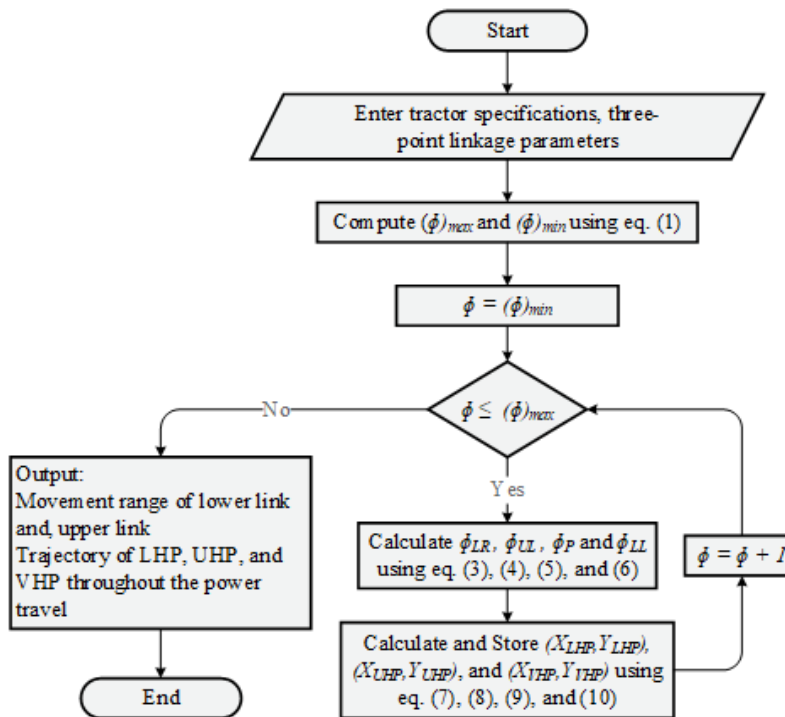 Start
Enter tractor specifications, three-
point linkage parameters
Compute (ϕ)max and (ϕ)min using eq. (1)
ϕ = (ϕ)min
ϕ ≤ (ϕ)max
No
Yes
Output:
Movement range of lower link
and, upper link
Trajectory of LHP, UHP, and
VHP throughout the power
travel
Calculate ϕLR, ϕUL, ϕP and ϕLL
using eq. (3), (4), (5), and (6)
ϕ = ϕ +
Calculate and Store (XLHP,YLHP),
(XUHP,YUHP), and (XVHP,YVHP) using
eq. (7), (8), (9), and (10)
End